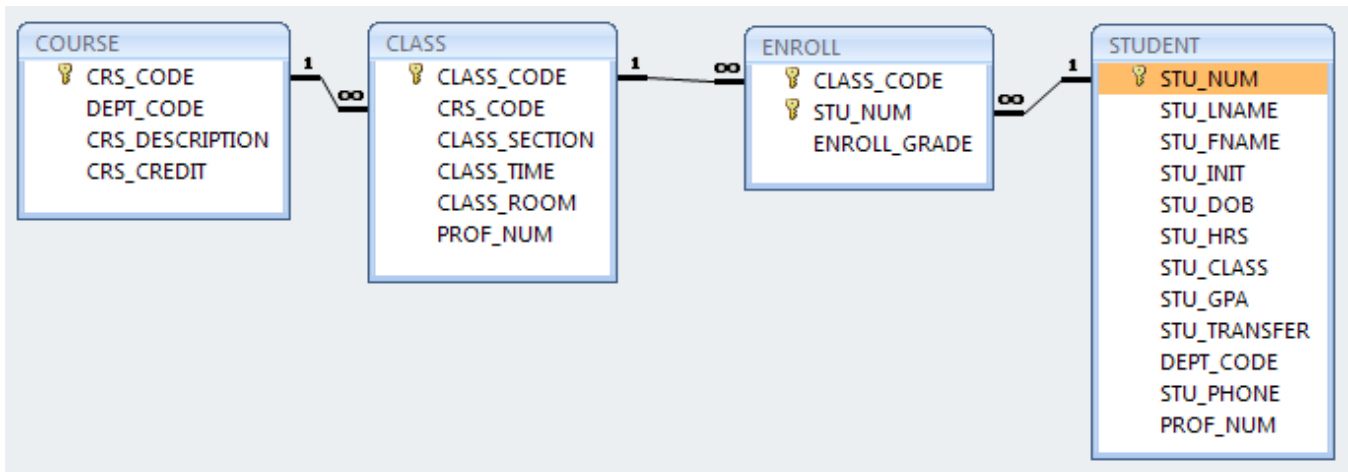 COURSE
CRS_CODE
DEPT_CODE
CRS_DESCRIPTION
CRS_CREDIT
1
∞
CLASS
CLASS_CODE
CRS_CODE
CLASS_SECTION
CLASS_TIME
CLASS_ROOM
PROF_NUM
1
∞
ENROLL
CLASS_CODE
STU_NUM
ENROLL_GRADE
∞
1
STUDENT
STU_NUM
STU_LNAME
STU_FNAME
STU_INIT
STU_DOB
STU_HRS
STU_CLASS
STU_GPA
STU_TRANSFER
DEPT_CODE
STU_PHONE
PROF_NUM